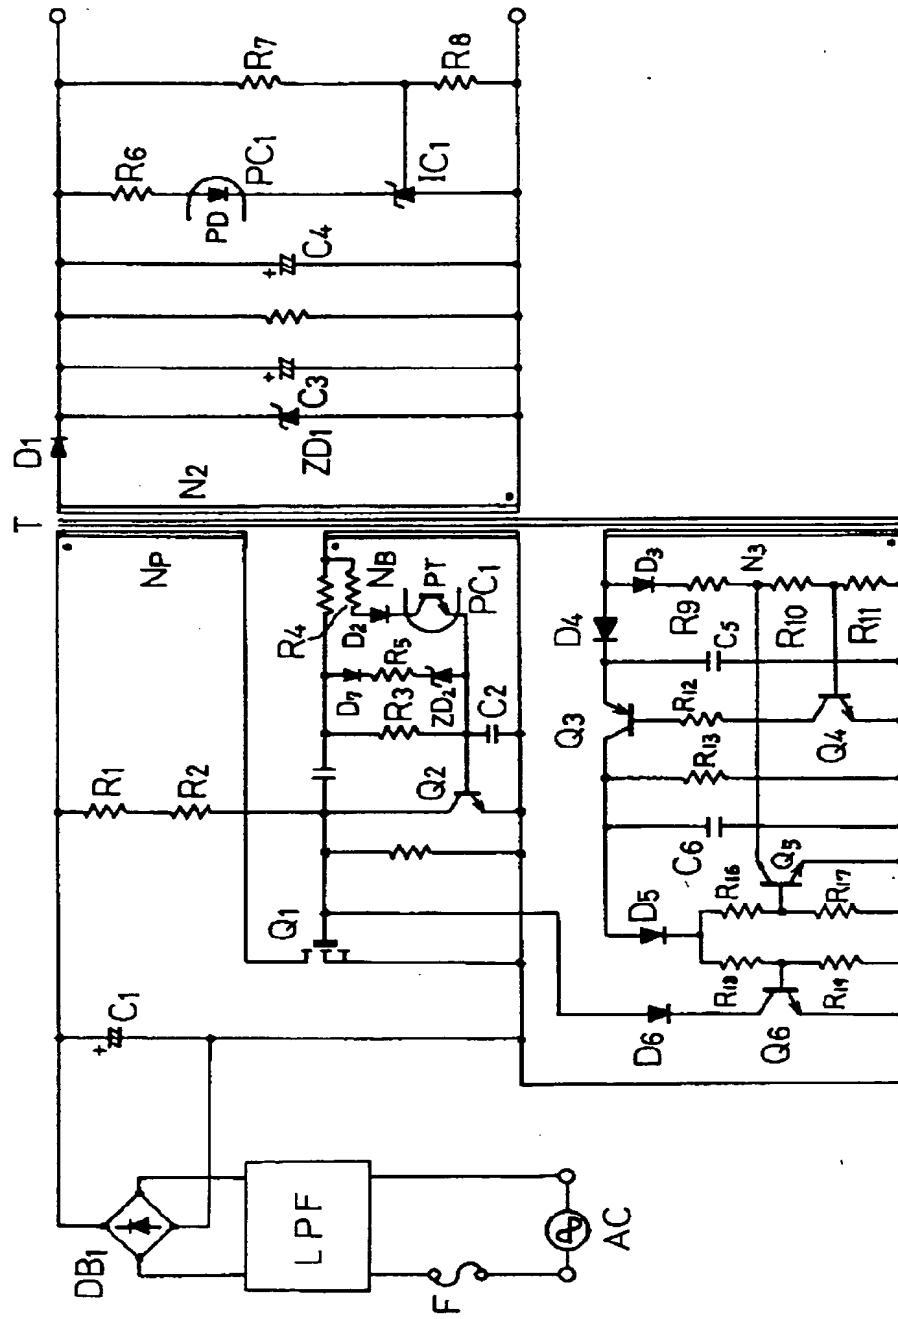 DB1
LPF
F
AC
C1
+
Q1
R1
R2
T
NP
R4
NB
D2
PT
PC1
D7
R5
R3
ZD2
C2
Q2
D1
N2
ZD1
C3
+
C4
+
R6
PD
PC1
IC1
R7
R8
D6
Q6
D5
R18
R19
R16
R17
Q5
C6
R13
Q3
R12
Q4
D4
C5
D3
R9
N3
R10
R11